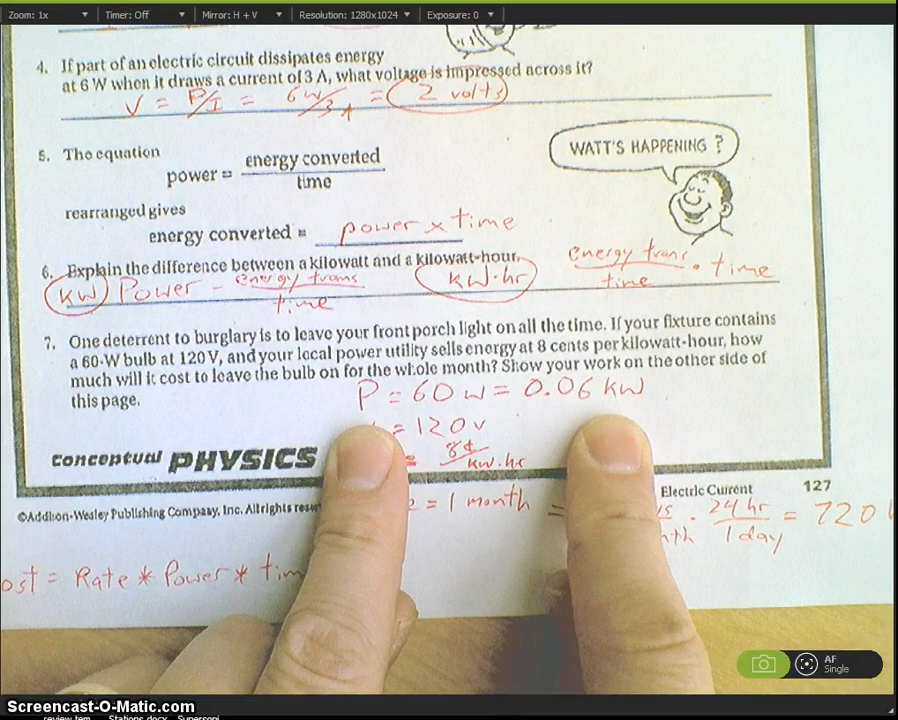 Zoom: 1x Timer: Off Mirror: H + V Resolution: 1280x1024 Exposure: 0
4. If part of an electric circuit dissipates energy
at 6 W when it draws a current of 3 A, what voltage is impressed across it?
V = P/I = 6W/3A = 2 volts
5. The equation
WATT'S HAPPENING ?
power = energy converted
time
rearranged gives
energy converted = power x time
6. Explain the difference between a kilowatt and a kilowatt-hour.
kW Power - energy trans
time
kW·hr energy trans
time · time
7. One deterrent to burglary is to leave your front porch light on all the time. If your fixture contains
a 60-W bulb at 120 V, and your local power utility sells energy at 8 cents per kilowatt-hour, how
much will it cost to leave the bulb on for the whole month? Show your work on the other side of
this page.
P = 60 W = 0.06 kW
= 120 V
= 8¢
kW·hr
Conceptual PHYSICS
Electric Current 127
©Addison-Wesley Publishing Company, Inc. All rights
= 1 month = · 24 hr = 720
1 day
ost = Rate * Power * tim
AF
Single
Screencast-O-Matic.com